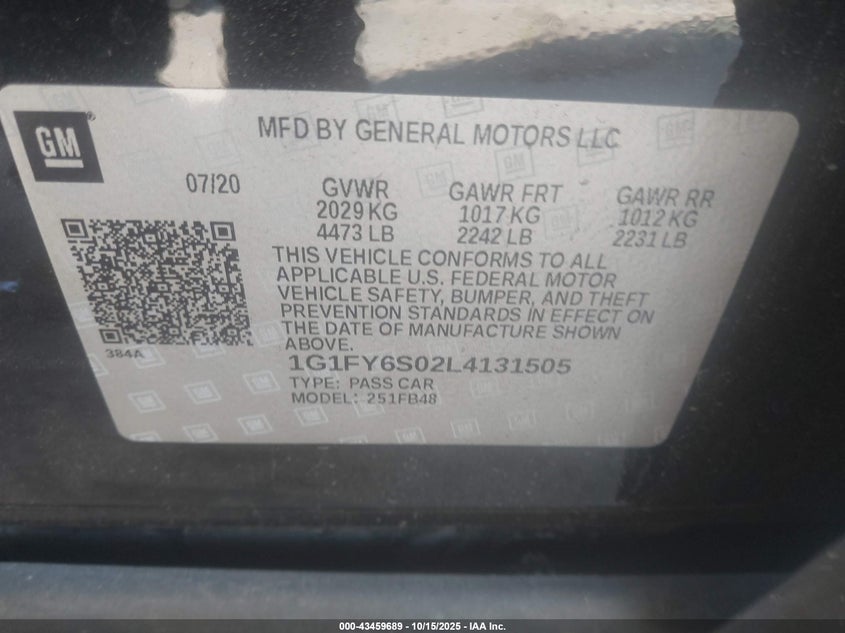 GM
MFD BY GENERAL MOTORS LLC
07/20
GVWR
2029 KG
4473 LB
GAWR FRT
1017 KG
2242 LB
GAWR RR
1012 KG
2231 LB
THIS VEHICLE CONFORMS TO ALL
APPLICABLE U.S. FEDERAL MOTOR
VEHICLE SAFETY, BUMPER, AND THEFT
PREVENTION STANDARDS IN EFFECT ON
THE DATE OF MANUFACTURE SHOWN
ABOVE.
384A
1G1FY6S02L4131505
TYPE: PASS CAR
MODEL: 251FB48
000-43459689 - 10/15/2025 - IAA Inc.